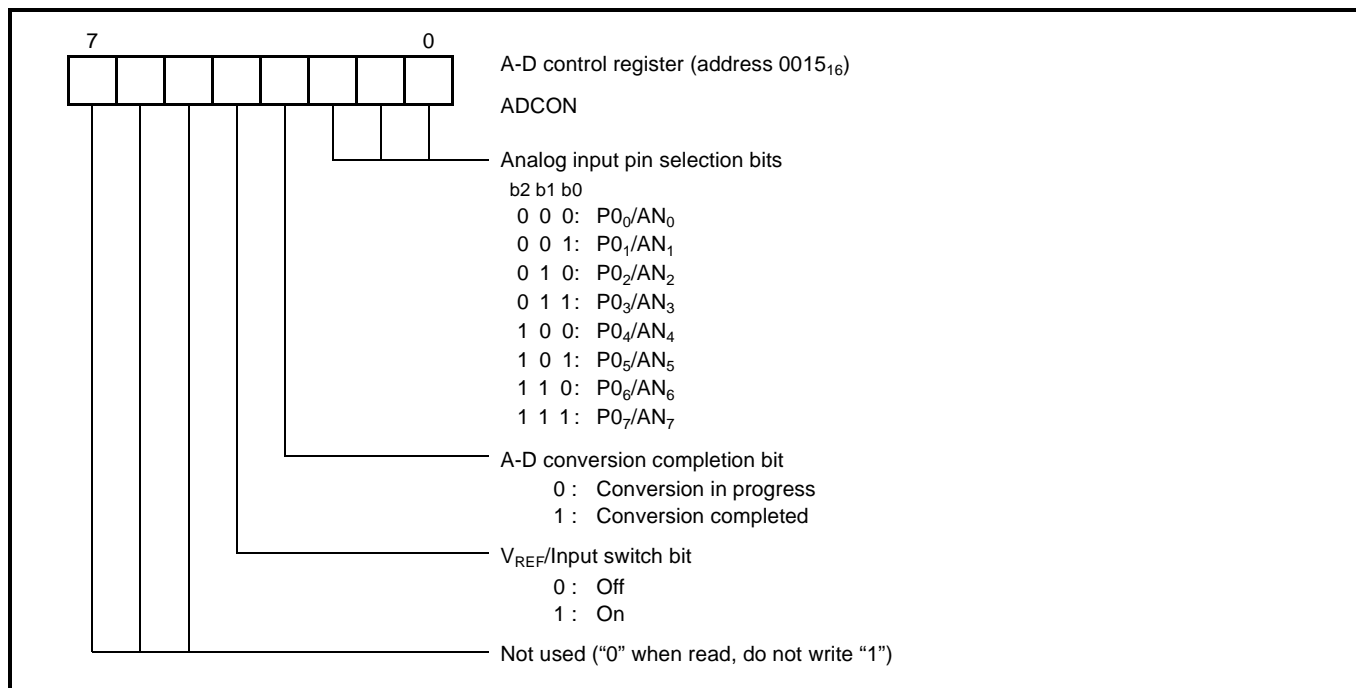 7 0
A-D control register (address 0015₁₆)
ADCON
Analog input pin selection bits
b2 b1 b0
0 0 0: P0₀/AN₀
0 0 1: P0₁/AN₁
0 1 0: P0₂/AN₂
0 1 1: P0₃/AN₃
1 0 0: P0₄/AN₄
1 0 1: P0₅/AN₅
1 1 0: P0₆/AN₆
1 1 1: P0₇/AN₇
A-D conversion completion bit
0 : Conversion in progress
1 : Conversion completed
V_REF/Input switch bit
0 : Off
1 : On
Not used (“0” when read, do not write “1”)